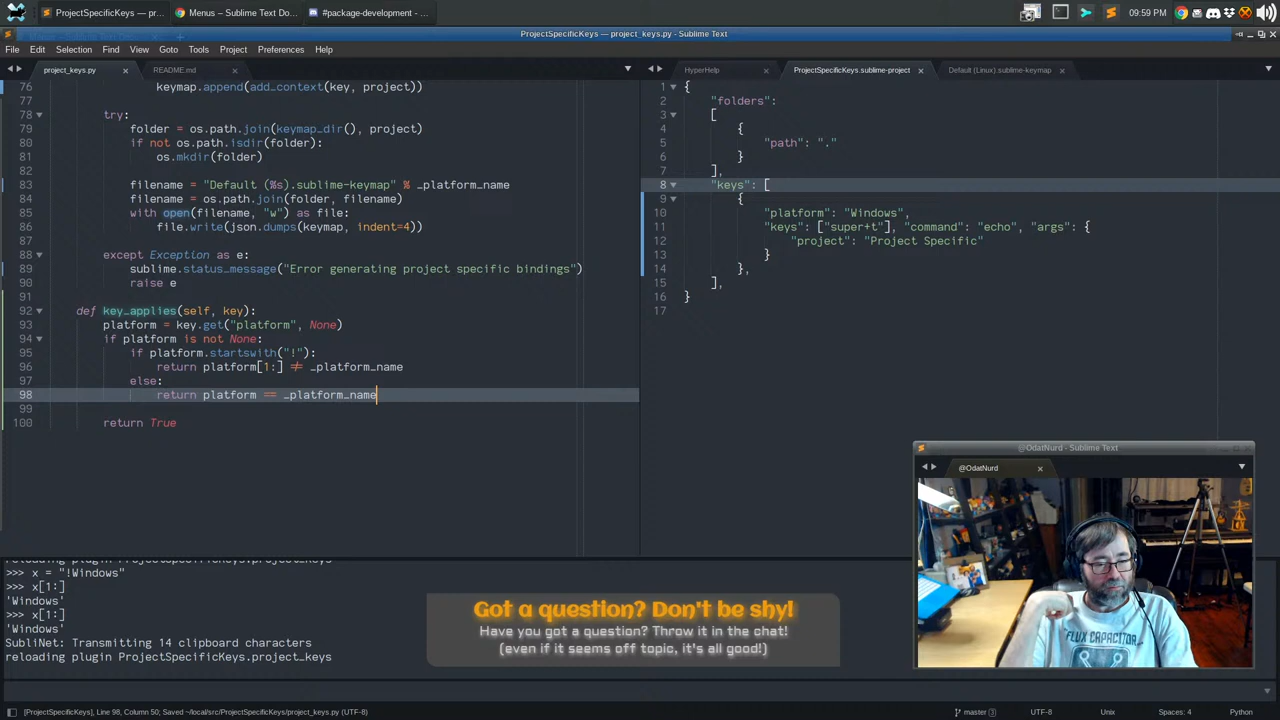 ProjectSpecificKeys — pro...
Menus – Sublime Text Do...
#package-development – ...
09:59 PM
ProjectSpecificKeys — project_keys.py - Sublime Text
File Edit Selection Find View Goto Tools Project Preferences Help
project_keys.py
README.md
HyperHelp
ProjectSpecificKeys.sublime-project
Default (Linux).sublime-keymap
76 keymap.append(add_context(key, project))
77
78 try:
79 folder = os.path.join(keymap_dir(), project)
80 if not os.path.isdir(folder):
81 os.mkdir(folder)
82
83 filename = "Default (%s).sublime-keymap" % _platform_name
84 filename = os.path.join(folder, filename)
85 with open(filename, "w") as file:
86 file.write(json.dumps(keymap, indent=4))
87
88 except Exception as e:
89 sublime.status_message("Error generating project specific bindings")
90 raise e
91
92 def key_applies(self, key):
93 platform = key.get("platform", None)
94 if platform is not None:
95 if platform.startswith("!"):
96 return platform[1:] != _platform_name
97 else:
98 return platform == _platform_name
99
100 return True
1 {
2 "folders":
3 [
4 {
5 "path": "."
6 }
7 ],
8 "keys": [
9 {
10 "platform": "Windows",
11 "keys": ["super+t"], "command": "echo", "args": {
12 "project": "Project Specific"
13 }
14 },
15 ],
16 }
17
@OdatNurd - Sublime Text
@OdatNurd
FLUX CAPACITOR
reloading plugin ProjectSpecificKeys.project_keys
>>> x = "!Windows"
>>> x[1:]
'Windows'
>>> x[1:]
'Windows'
SubliNet: Transmitting 14 clipboard characters
reloading plugin ProjectSpecificKeys.project_keys
Got a question? Don't be shy!
Have you got a question? Throw it in the chat!
(even if it seems off topic, it's all good!)
[ProjectSpecificKeys], Line 98, Column 50; Saved ~/local/src/ProjectSpecificKeys/project_keys.py (UTF-8)
master 3
UTF-8
Unix
Spaces: 4
Python